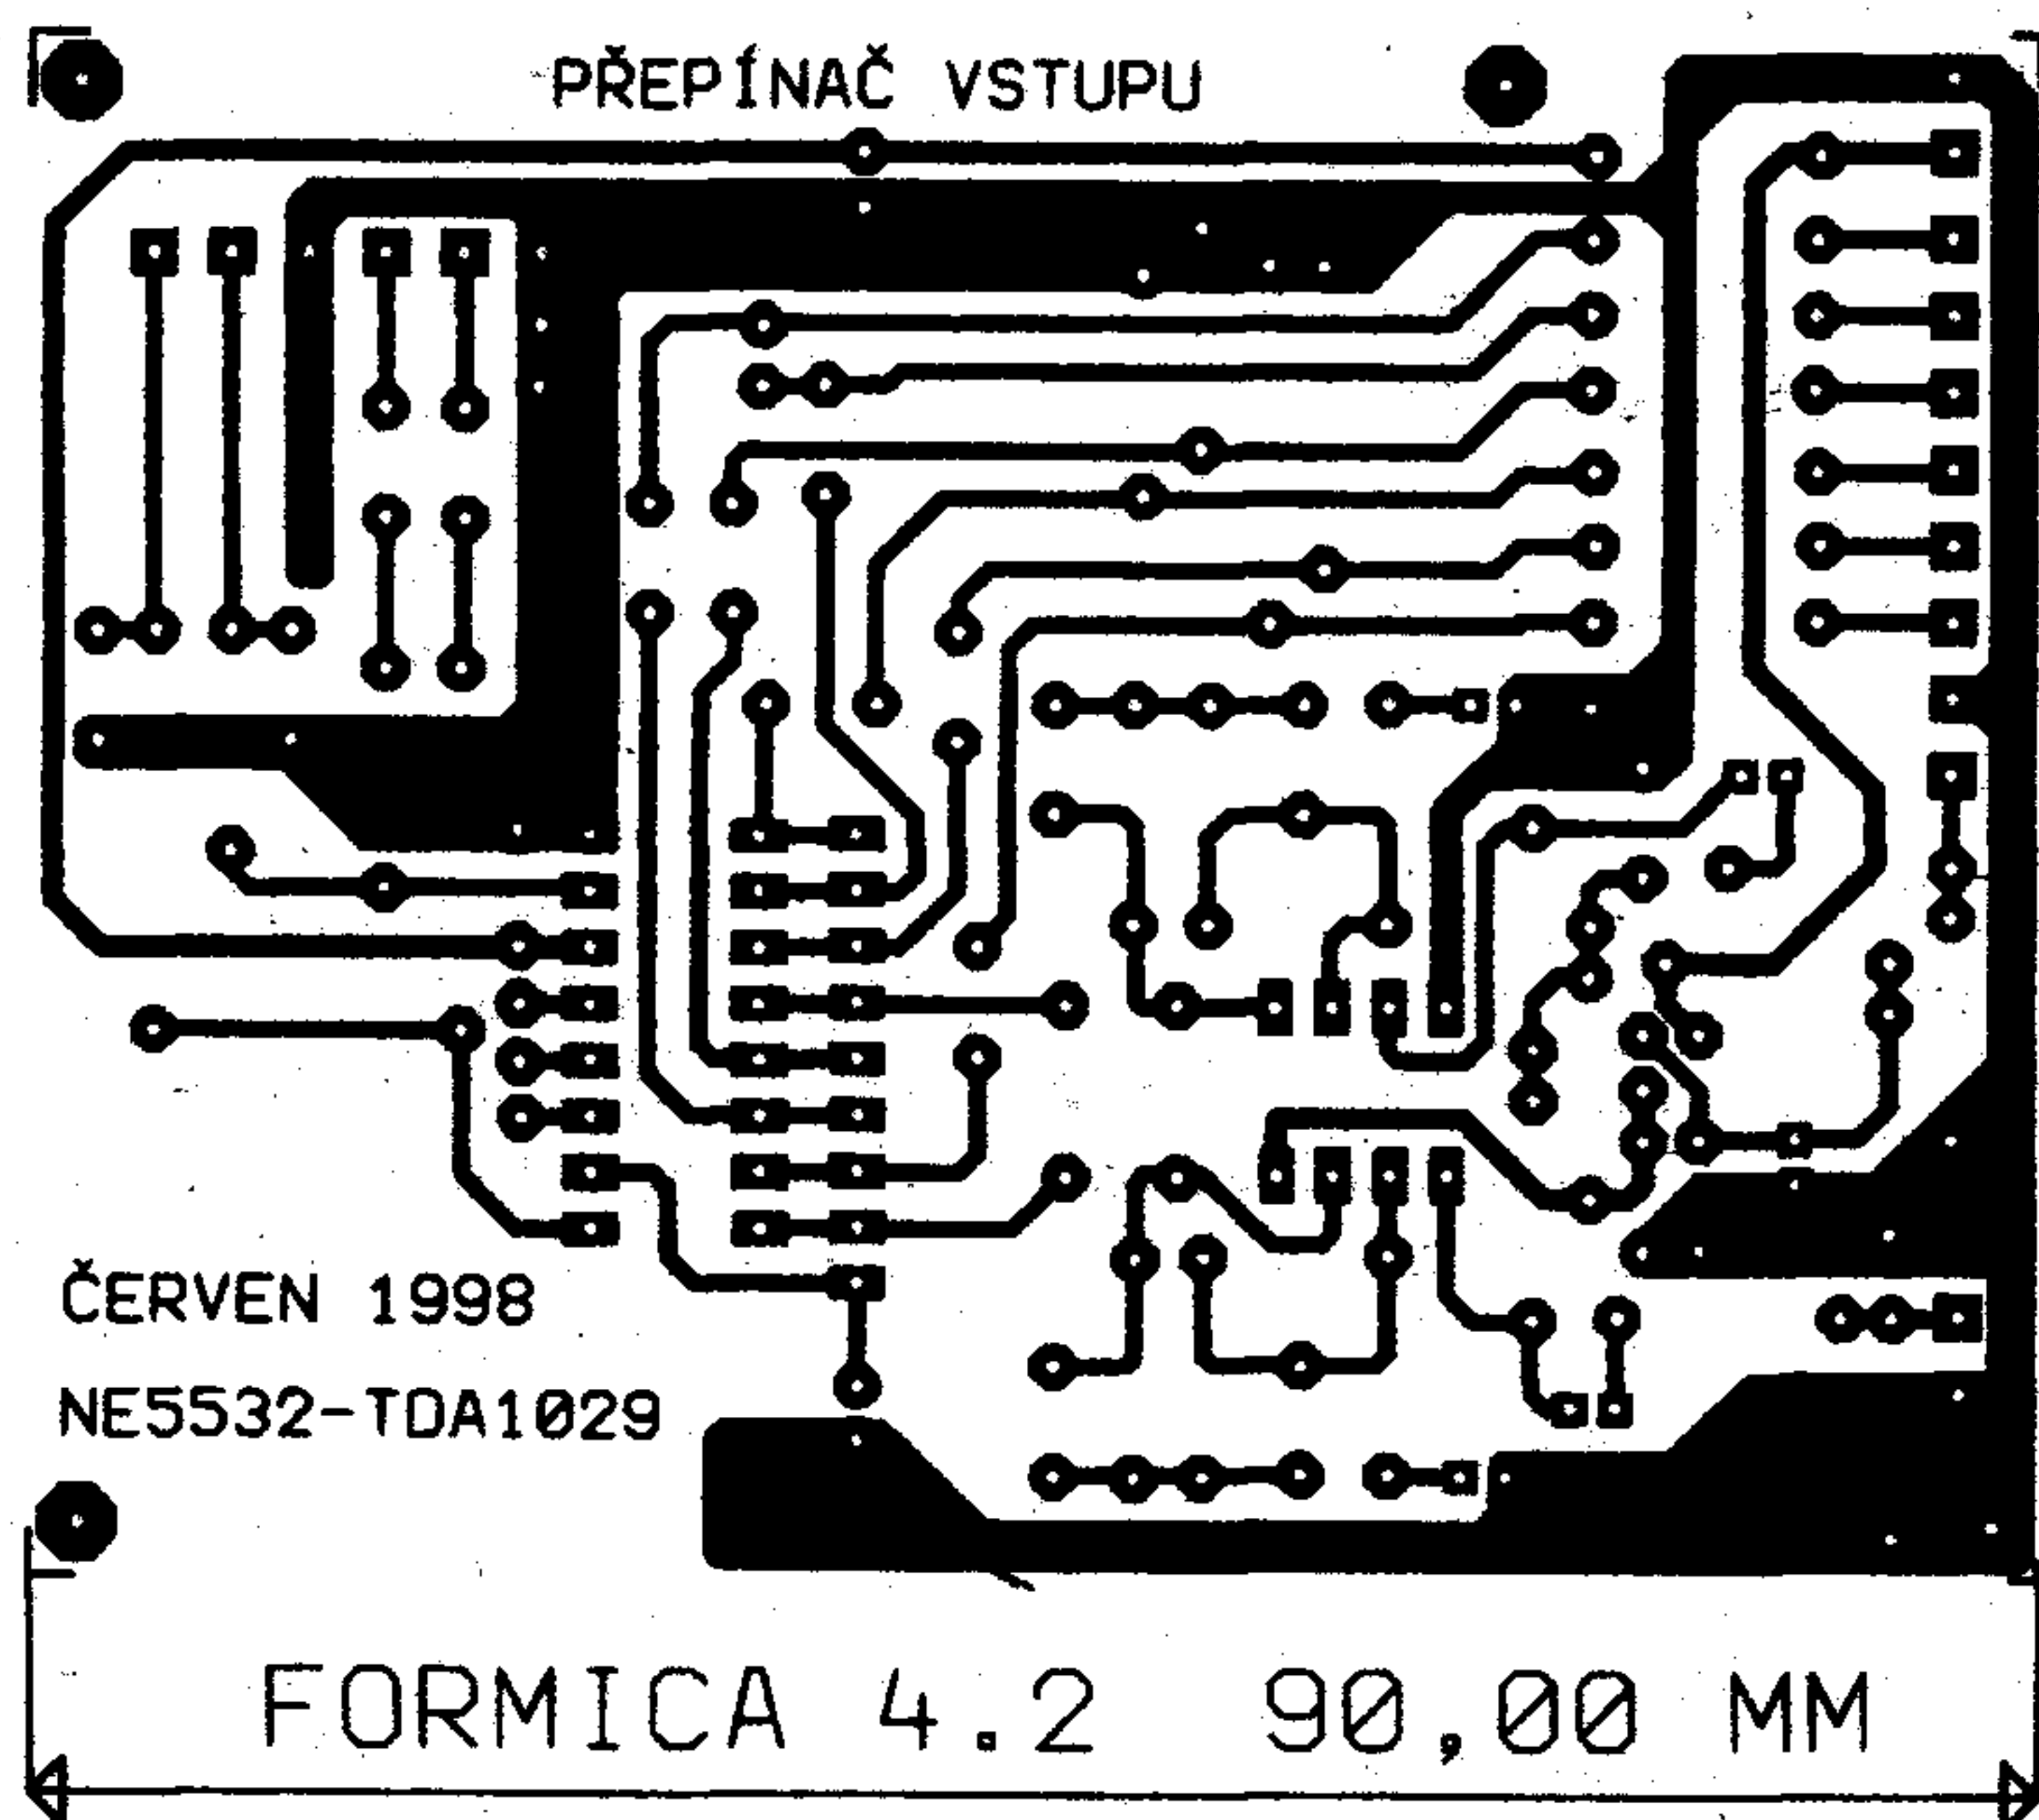 PŘEPÍNAČ VSTUPU
ČERVEN 1998
NE5532-TDA1029
FORMICA 4.2 90,00 MM